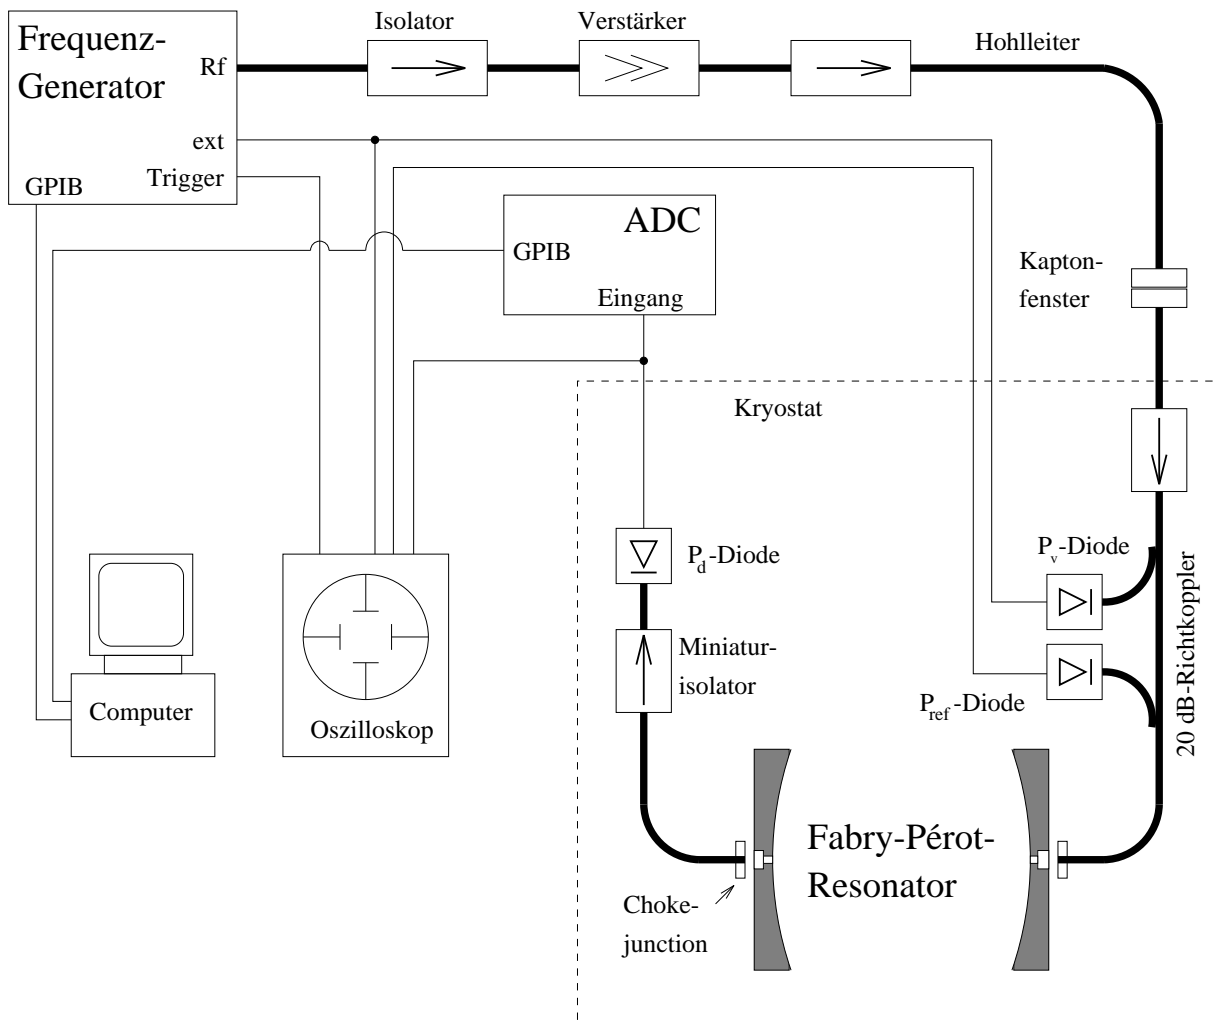 Isolator
Verstärker
Hohlleiter
Frequenz-
Generator
Rf
ext
Trigger
GPIB
ADC
GPIB
Eingang
Kapton-
fenster
Kryostat
P_d-Diode
P_v-Diode
Miniatur-
isolator
P_ref-Diode
20 dB-Richtkoppler
Computer
Oszilloskop
Fabry-Pérot-
Resonator
Choke-
junction